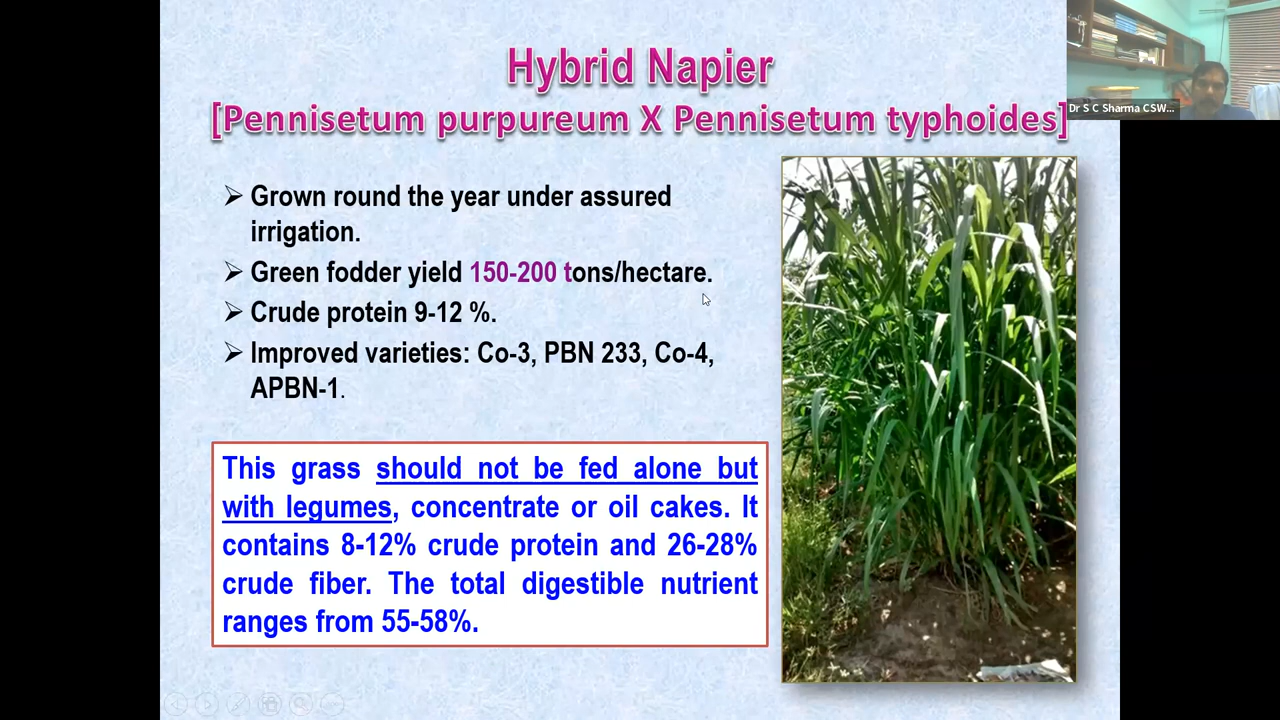 Hybrid Napier
[Pennisetum purpureum X Pennisetum typhoides]
Dr S C Sharma CSW...
➢ Grown round the year under assured
irrigation.
➢ Green fodder yield 150-200 tons/hectare.
➢ Crude protein 9-12 %.
➢ Improved varieties: Co-3, PBN 233, Co-4,
APBN-1.
This grass should not be fed alone but
with legumes, concentrate or oil cakes. It
contains 8-12% crude protein and 26-28%
crude fiber. The total digestible nutrient
ranges from 55-58%.